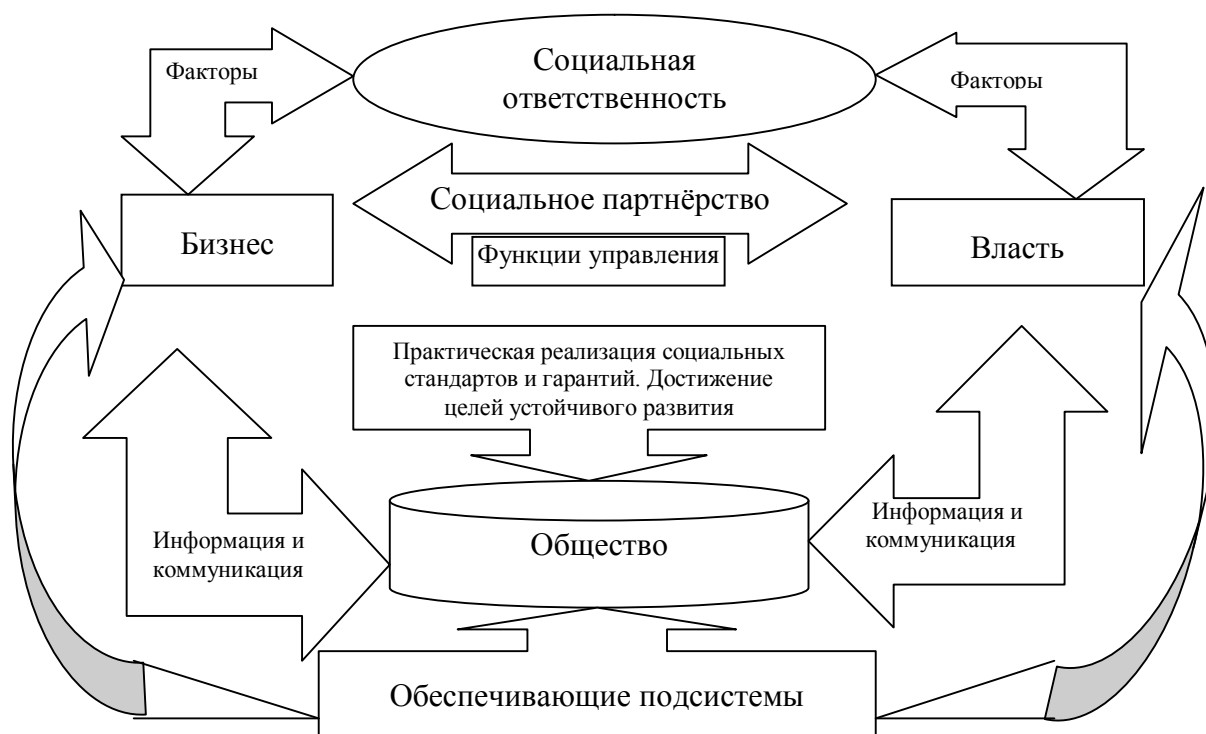 Социальная
ответственность
Факторы
Факторы
Социальное партнёрство
Функции управления
Бизнес
Власть
Практическая реализация социальных
стандартов и гарантий. Достижение
целей устойчивого развития
Информация и
коммуникация
Общество
Информация и
коммуникация
Обеспечивающие подсистемы